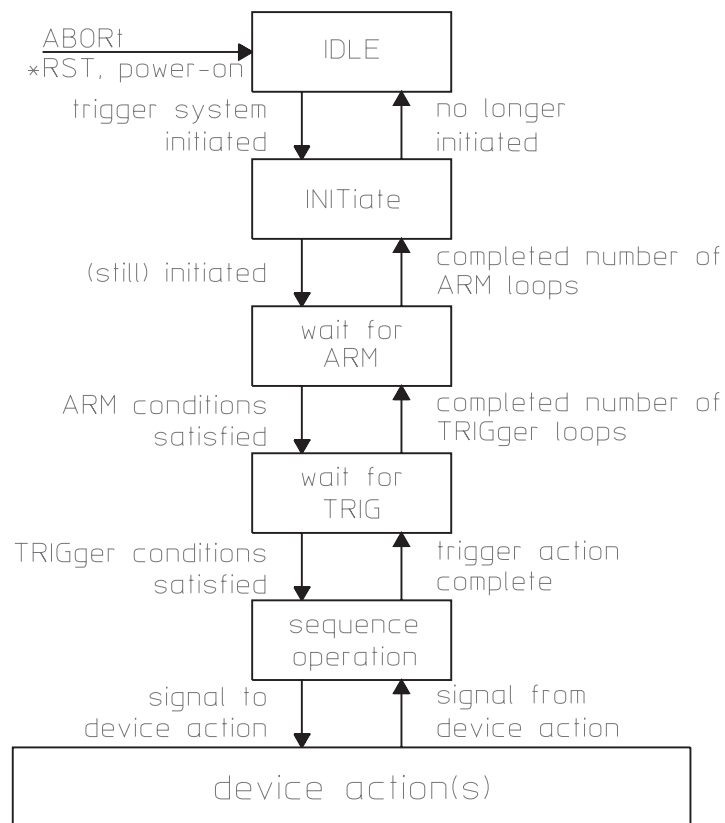 ABORt
IDLE
*RST, power-on
trigger system
initiated
no longer
initiated
INITiate
(still) initiated
completed number of
ARM loops
wait for
ARM
ARM conditions
satisfied
completed number of
TRIGger loops
wait for
TRIG
TRIGger conditions
satisfied
trigger action
complete
sequence
operation
signal to
device action
signal from
device action
device action(s)